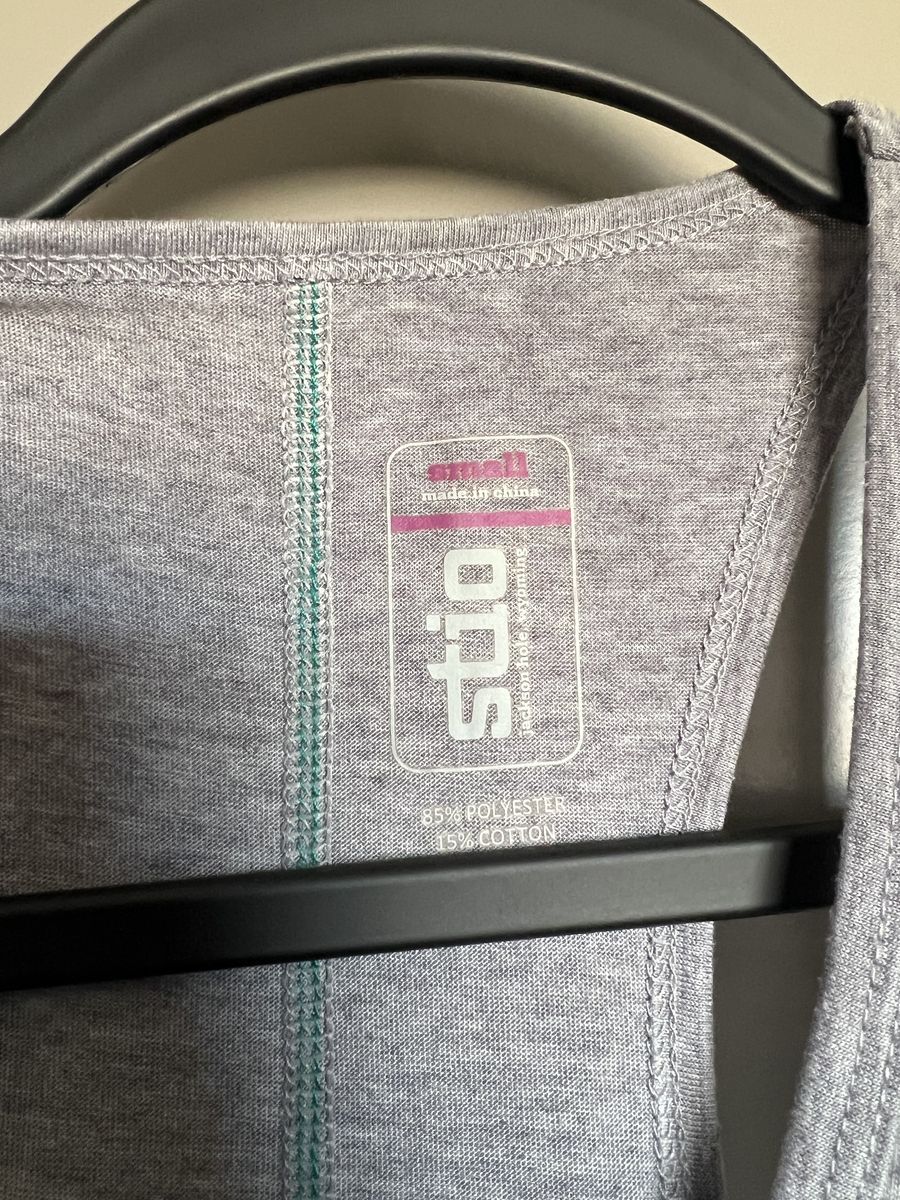 small
made in china
stio
jackson hole, wyoming
85% POLYESTER
15% COTTON